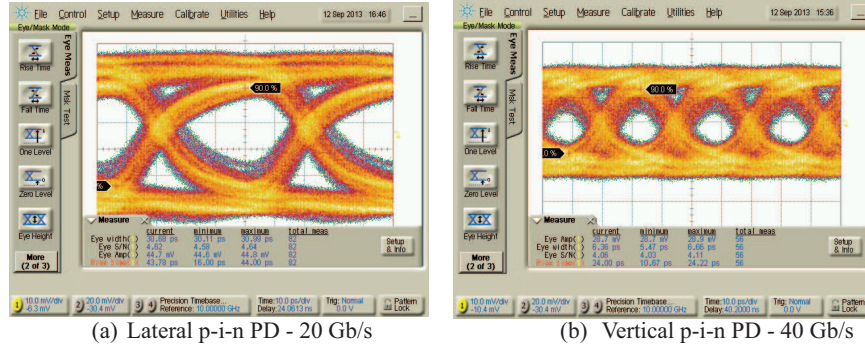 File Control Setup Measure Calibrate Utilities Help 12 Sep 2013 16:46
Eye/Mask Mode
Eye Meas
Msk Test
Rise Time
Fall Time
One Level
Zero Level
Eye Height
More
(2 of 3)
90.0 %
%
Measure
current minimum maximum total meas
Eye width( ) 30.69 ps 30.11 ps 30.99 ps 82
Eye S/N( ) 4.62 4.58 4.64 82
Eye Amp( ) 44.7 mV 44.6 mV 44.8 mV 82
43.78 ps 16.00 ps 44.00 ps 82
Setup
& Info
1 10.0 mV/div
-6.3 mV
2 20.0 mV/div
-30.4 mV
3 4 Precision Timebase...
Reference: 10.00000 GHz
Time:10.0 ps/div
Delay:24.0613 ns
Trig: Normal
0.0 V
Pattern
Lock
(a) Lateral p-i-n PD - 20 Gb/s
File Control Setup Measure Calibrate Utilities Help 12 Sep 2013 15:36
Eye/Mask Mode
Eye Meas
Msk Test
Rise Time
Fall Time
One Level
Zero Level
Eye Height
More
(2 of 3)
90.0 %
.0 %
Measure
current minimum maximum total meas
Eye Amp( ) 28.7 mV 28.7 mV 28.9 mV 56
Eye width( ) 6.36 ps 5.47 ps 6.66 ps 56
Eye S/N( ) 4.08 4.03 4.11 56
24.00 ps 10.67 ps 24.22 ps 56
Setup
& Info
1 10.0 mV/div
-10.4 mV
2 20.0 mV/div
-30.4 mV
3 4 Precision Timebase...
Reference: 10.00000 GHz
Time:10.0 ps/div
Delay:40.2000 ns
Trig: Normal
0.0 V
Pattern
Lock
(b) Vertical p-i-n PD - 40 Gb/s